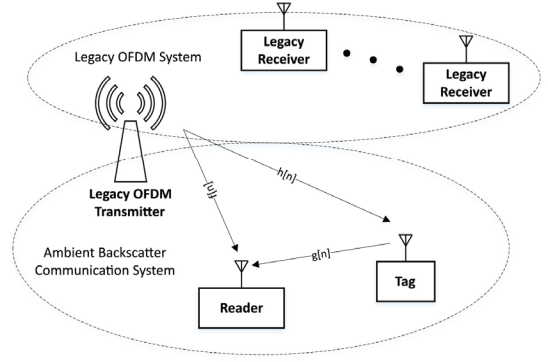 Legacy OFDM System
Legacy
Receiver
Legacy
Receiver
Legacy OFDM
Transmitter
f[n]
h[n]
g[n]
Ambient Backscatter
Communication System
Reader
Tag